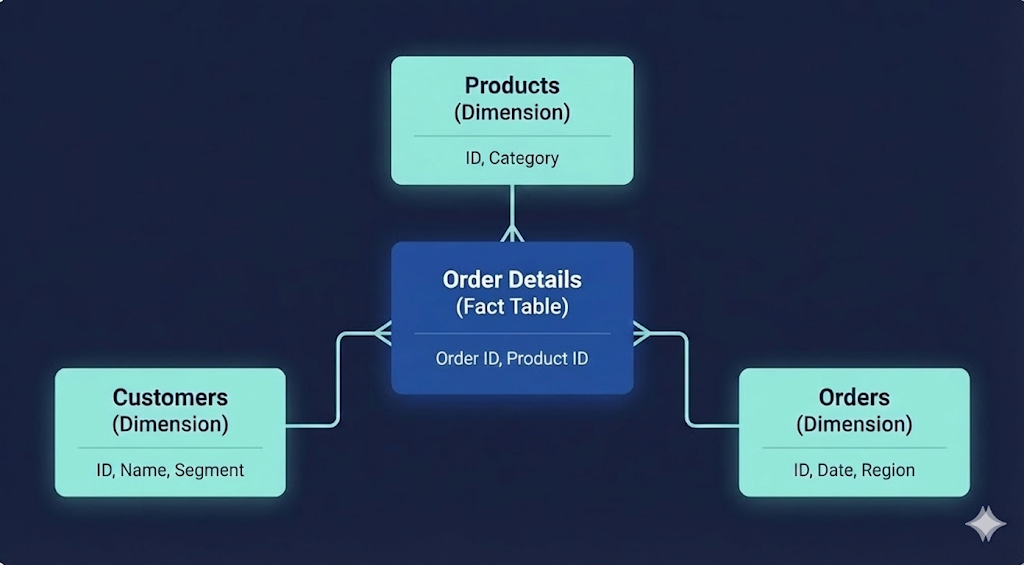 Products
(Dimension)
ID, Category
Order Details
(Fact Table)
Order ID, Product ID
Customers
(Dimension)
ID, Name, Segment
Orders
(Dimension)
ID, Date, Region